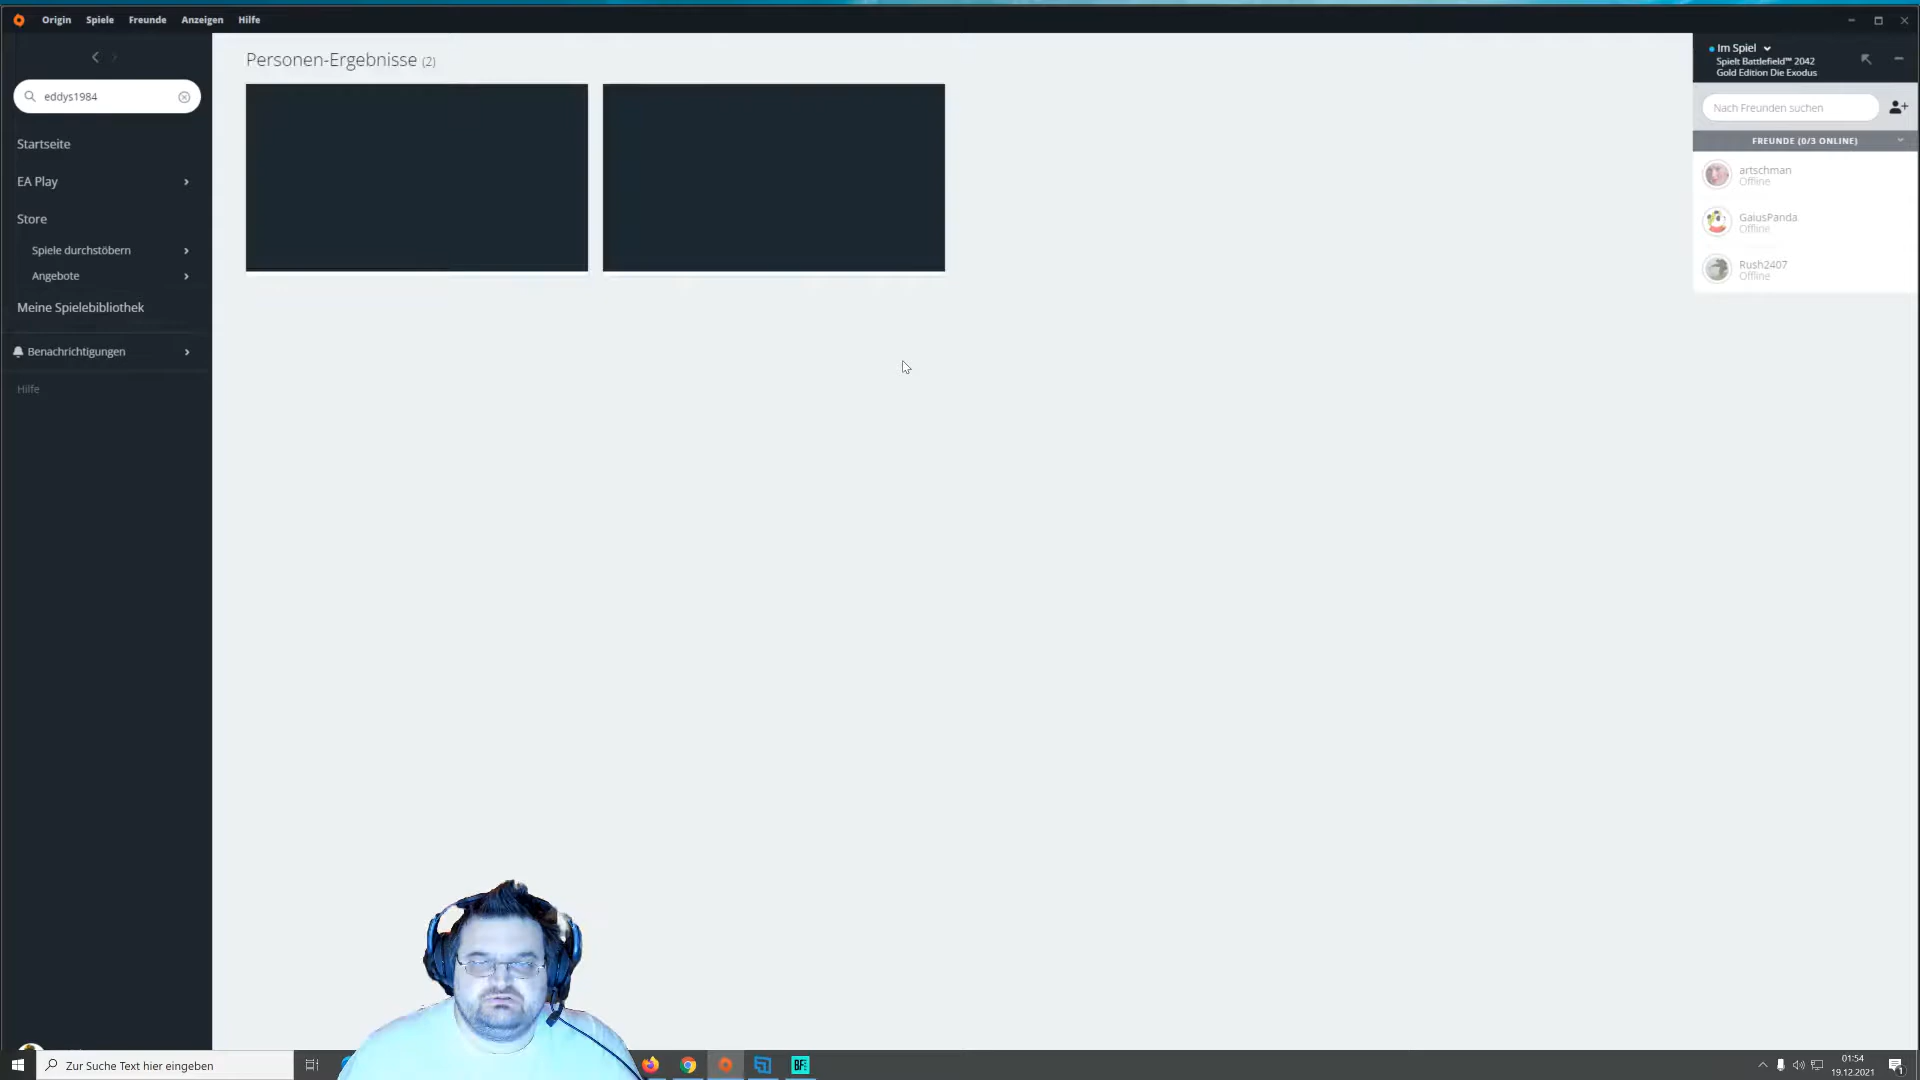 Origin Spiele Freunde Anzeigen Hilfe
eddys1984
Startseite
EA Play
Store
Spiele durchstöbern
Angebote
Meine Spielebibliothek
Benachrichtigungen
Hilfe
Personen-Ergebnisse (2)
Im Spiel
Spielt Battlefield™ 2042
Gold Edition Die Exodus
Nach Freunden suchen
FREUNDE (0/3 ONLINE)
artschman
Offline
GaiusPanda
Offline
Rush2407
Offline
Zur Suche Text hier eingeben
BF
01:54
19.12.2021
1